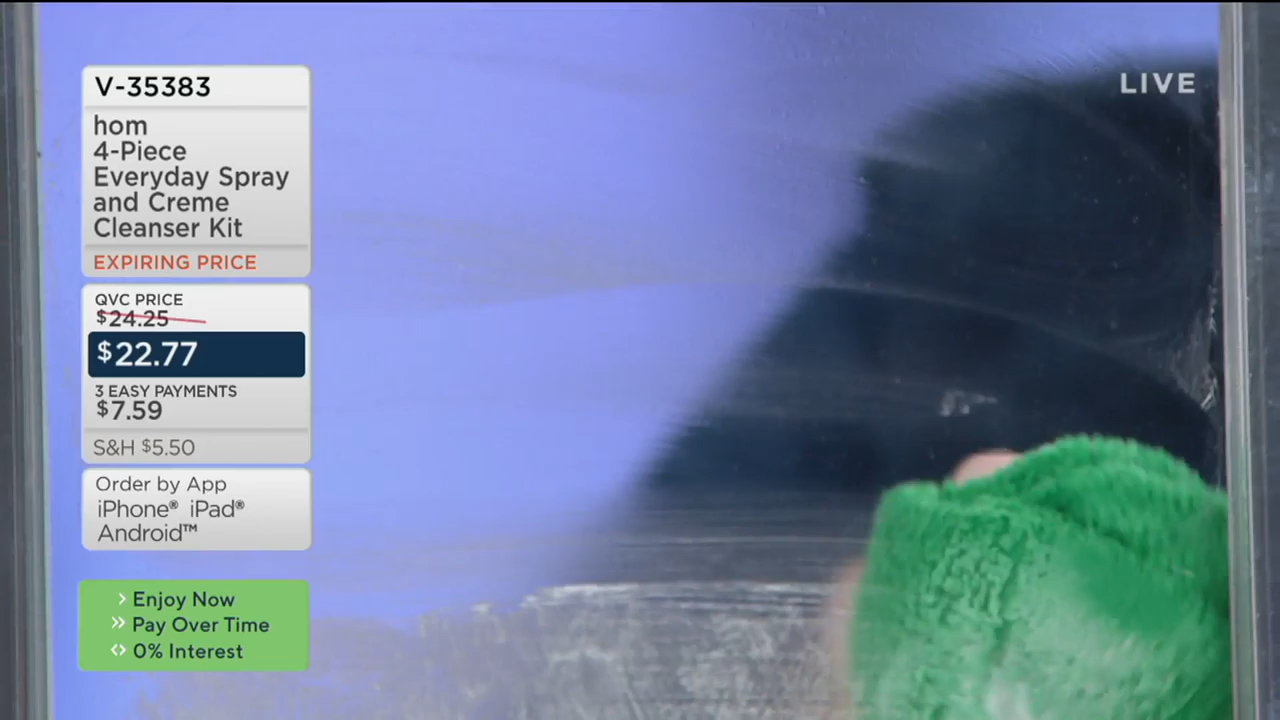 V-35383
hom
4-Piece
Everyday Spray
and Creme
Cleanser Kit
EXPIRING PRICE
QVC PRICE
$24.25
$22.77
3 EASY PAYMENTS
$7.59
S&H $5.50
Order by App
iPhone® iPad®
Android™
> Enjoy Now
>> Pay Over Time
<> 0% Interest
LIVE